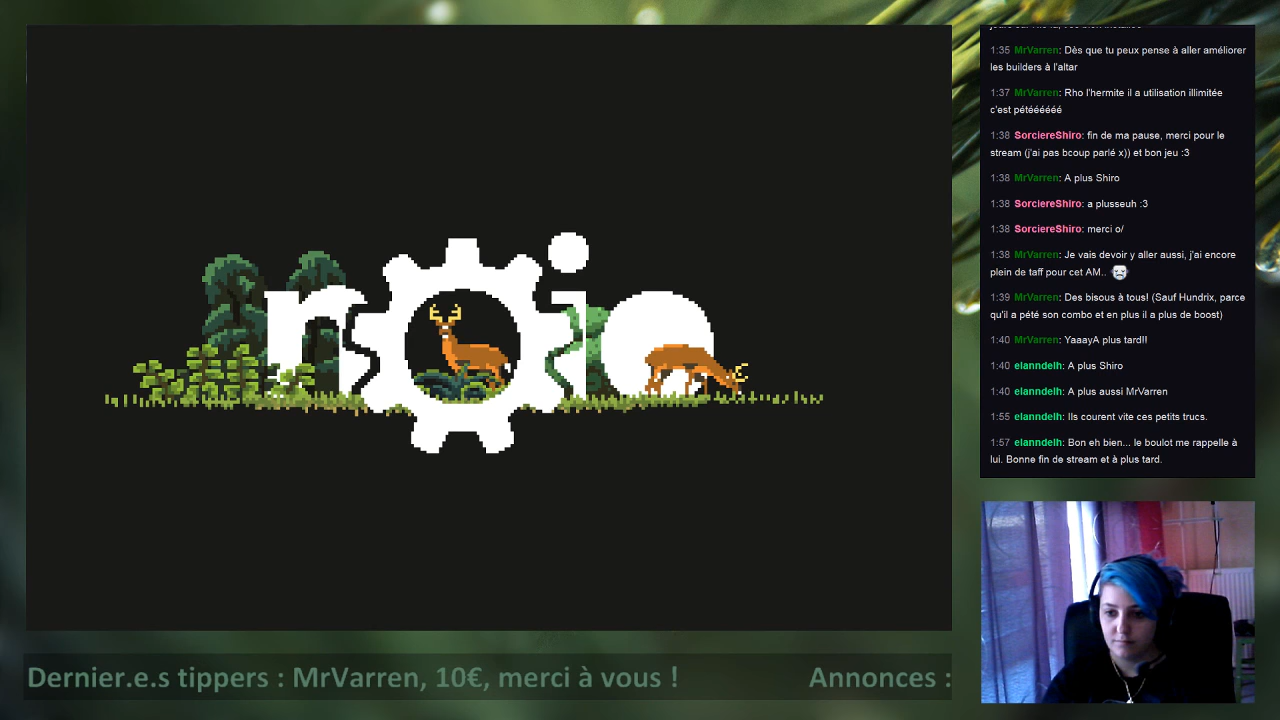 noio
Dernier.e.s tippers : MrVarren, 10€, merci à vous !
Annonces :
1:35 MrVarren: Dès que tu peux pense à aller améliorer
les builders à l'altar
1:37 MrVarren: Rho l'hermite il a utilisation illimitée
c'est pétéééééé
1:38 SorciereShiro: fin de ma pause, merci pour le
stream (j'ai pas bcoup parlé x)) et bon jeu :3
1:38 MrVarren: A plus Shiro
1:38 SorciereShiro: a plusseuh :3
1:38 SorciereShiro: merci o/
1:38 MrVarren: Je vais devoir y aller aussi, j'ai encore
plein de taff pour cet AM..
1:39 MrVarren: Des bisous à tous! (Sauf Hundrix, parce
qu'il a pété son combo et en plus il a plus de boost)
1:40 MrVarren: YaaayA plus tard!!
1:40 elanndelh: A plus Shiro
1:40 elanndelh: A plus aussi MrVarren
1:55 elanndelh: Ils courent vite ces petits trucs.
1:57 elanndelh: Bon eh bien... le boulot me rappelle à
lui. Bonne fin de stream et à plus tard.